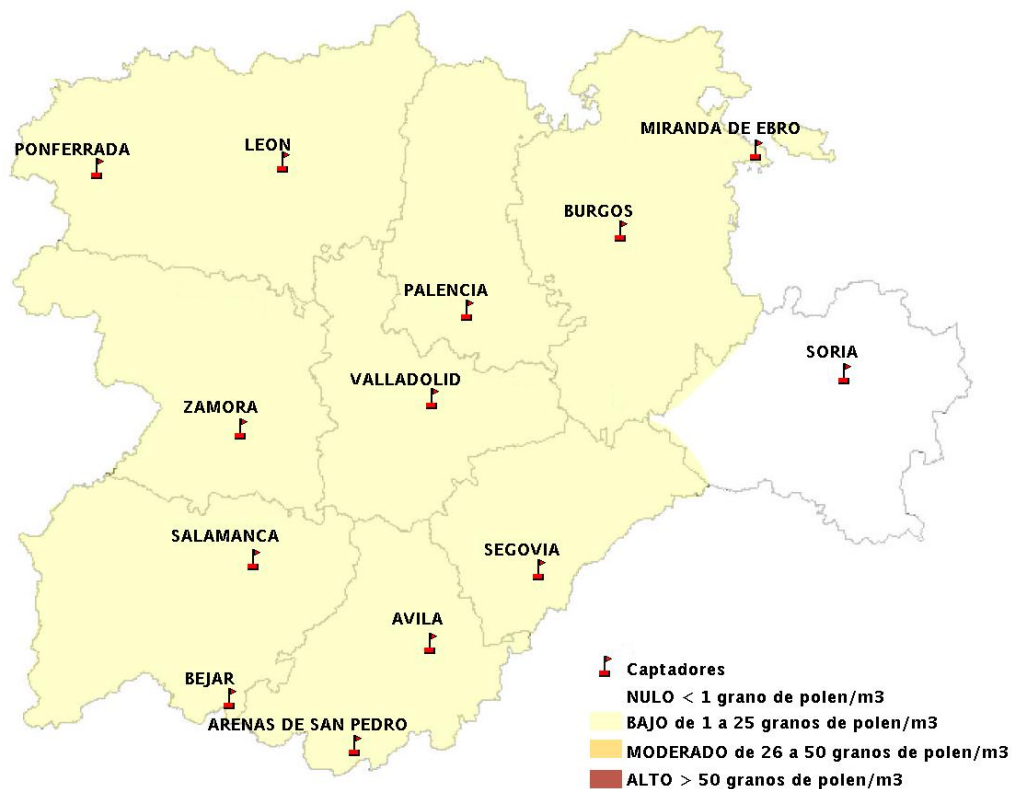 MIRANDA DE EBRO
PONFERRADA
LEON
BURGOS
PALENCIA
SORIA
VALLADOLID
ZAMORA
SALAMANCA
SEGOVIA
AVILA
BEJAR
ARENAS DE SAN PEDRO
Captadores
NULO < 1 grano de polen/m3
BAJO de 1 a 25 granos de polen/m3
MODERADO de 26 a 50 granos de polen/m3
ALTO > 50 granos de polen/m3